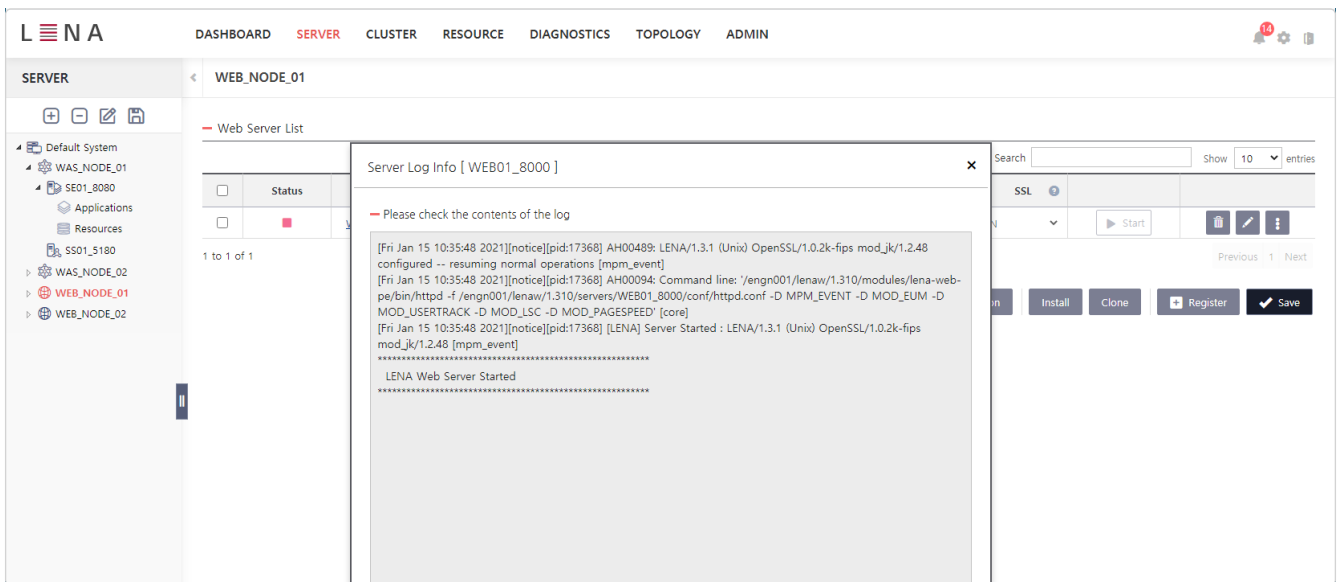 LENA
DASHBOARD SERVER CLUSTER RESOURCE DIAGNOSTICS TOPOLOGY ADMIN
14
SERVER
WEB_NODE_01
Default System
WAS_NODE_01
SE01_8080
Applications
Resources
SS01_5180
WAS_NODE_02
WEB_NODE_01
WEB_NODE_02
Web Server List
Search
Show 10 entries
Status
SSL
Start
1 to 1 of 1
Previous 1 Next
Install Clone Register Save
Server Log Info [ WEB01_8000 ]
Please check the contents of the log
[Fri Jan 15 10:35:48 2021][notice][pid:17368] AH00489: LENA/1.3.1 (Unix) OpenSSL/1.0.2k-fips mod_jk/1.2.48
configured -- resuming normal operations [mpm_event]
[Fri Jan 15 10:35:48 2021][notice][pid:17368] AH00094: Command line: '/engn001/lenaw/1.310/modules/lena-web-
pe/bin/httpd -f /engn001/lenaw/1.310/servers/WEB01_8000/conf/httpd.conf -D MPM_EVENT -D MOD_EUM -D
MOD_USERTRACK -D MOD_LSC -D MOD_PAGESPEED' [core]
[Fri Jan 15 10:35:48 2021][notice][pid:17368] [LENA] Server Started : LENA/1.3.1 (Unix) OpenSSL/1.0.2k-fips
mod_jk/1.2.48 [mpm_event]
*********************************************************
LENA Web Server Started
*********************************************************